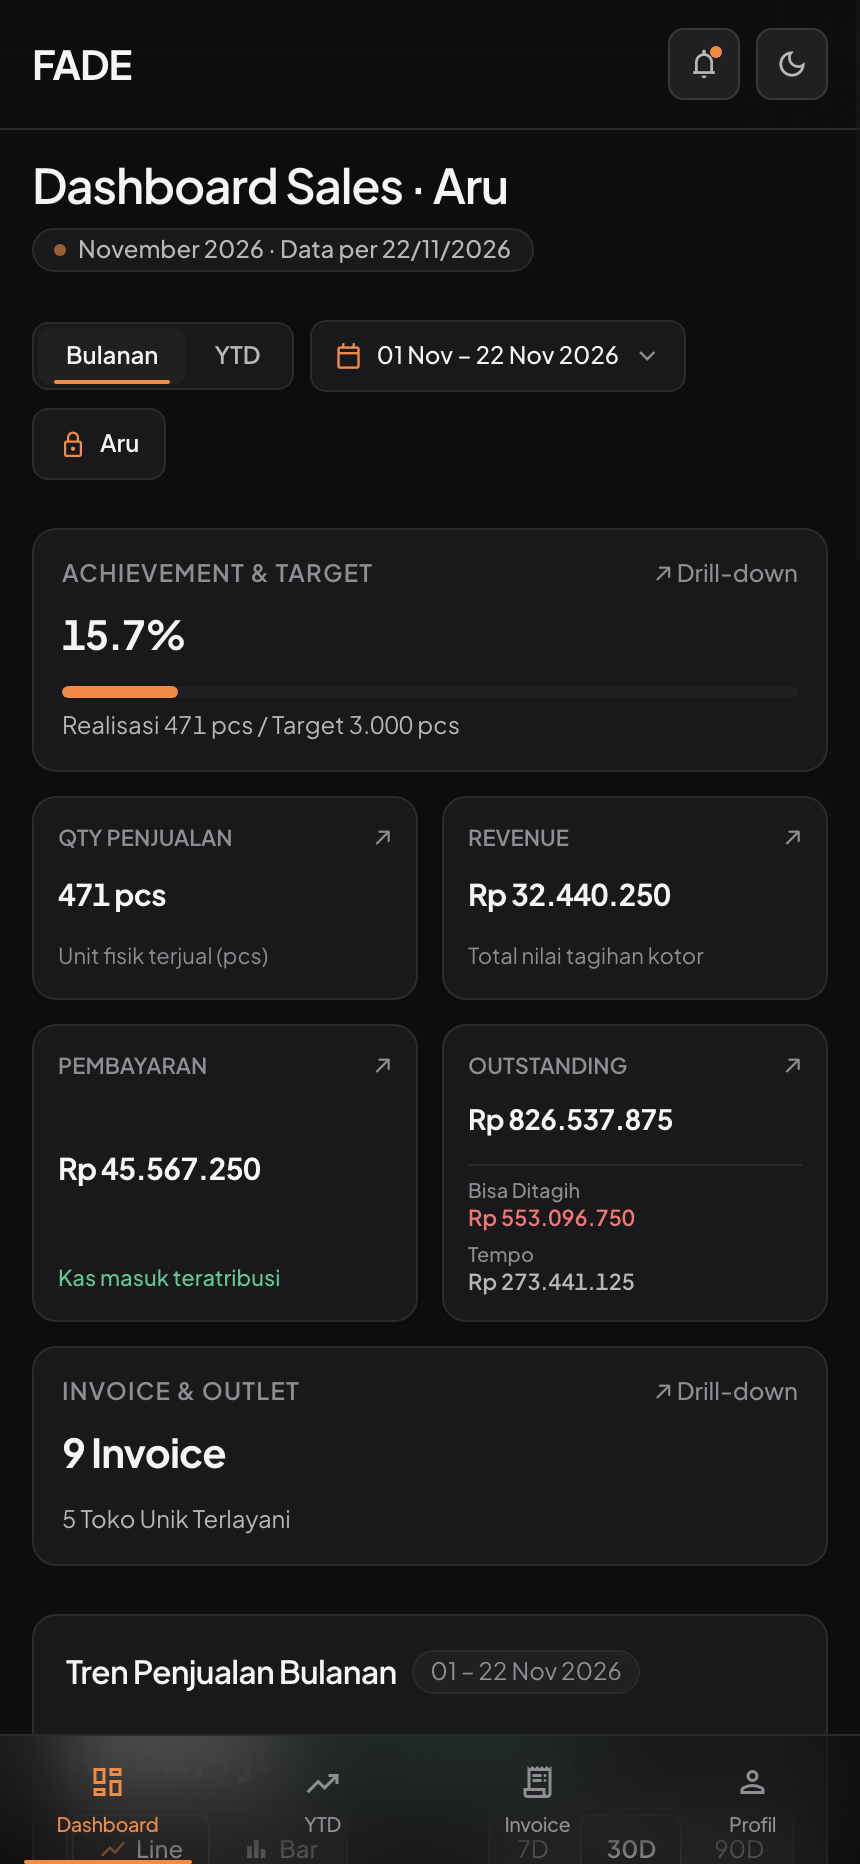 FADE
Dashboard Sales · Aru
November 2026 · Data per 22/11/2026
Bulanan YTD 01 Nov – 22 Nov 2026
Aru
ACHIEVEMENT & TARGET Drill-down
15.7%
Realisasi 471 pcs / Target 3.000 pcs
QTY PENJUALAN
471 pcs
Unit fisik terjual (pcs)
REVENUE
Rp 32.440.250
Total nilai tagihan kotor
PEMBAYARAN
Rp 45.567.250
Kas masuk teratribusi
OUTSTANDING
Rp 826.537.875
Bisa Ditagih
Rp 553.096.750
Tempo
Rp 273.441.125
INVOICE & OUTLET Drill-down
9 Invoice
5 Toko Unik Terlayani
Tren Penjualan Bulanan 01 – 22 Nov 2026
Dashboard YTD Invoice Profil
Line Bar 7D 30D 90D